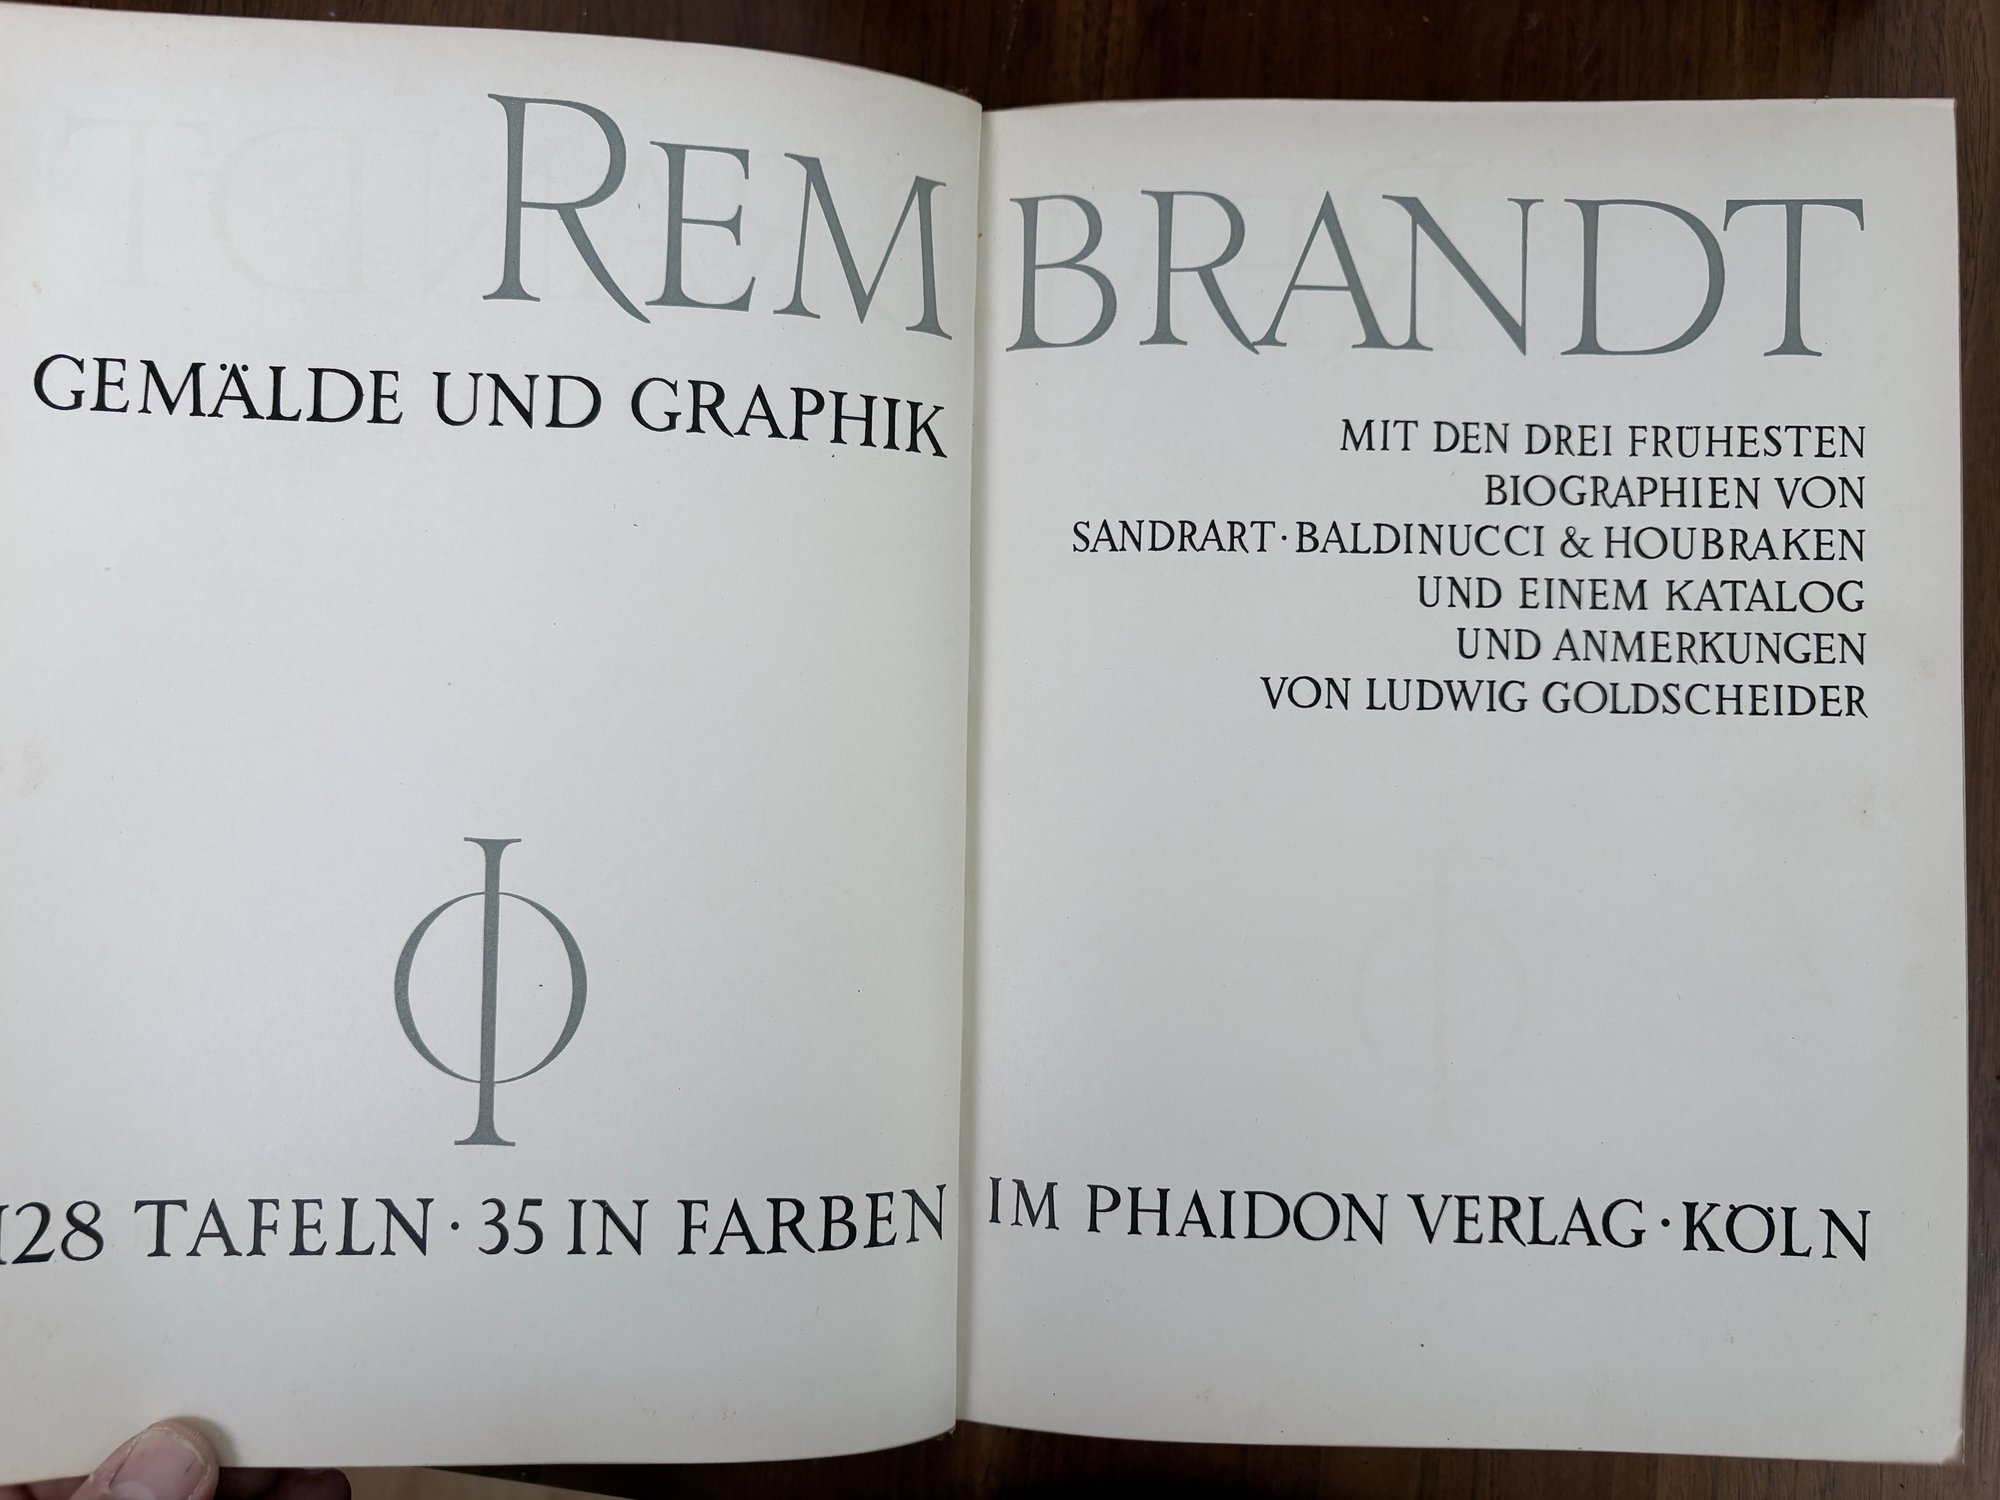 REMBRANDT
GEMÄLDE UND GRAPHIK
128 TAFELN · 35 IN FARBEN
MIT DEN DREI FRÜHESTEN
BIOGRAPHIEN VON
SANDRART · BALDINUCCI & HOUBRAKEN
UND EINEM KATALOG
UND ANMERKUNGEN
VON LUDWIG GOLDSCHEIDER
IM PHAIDON VERLAG · KÖLN